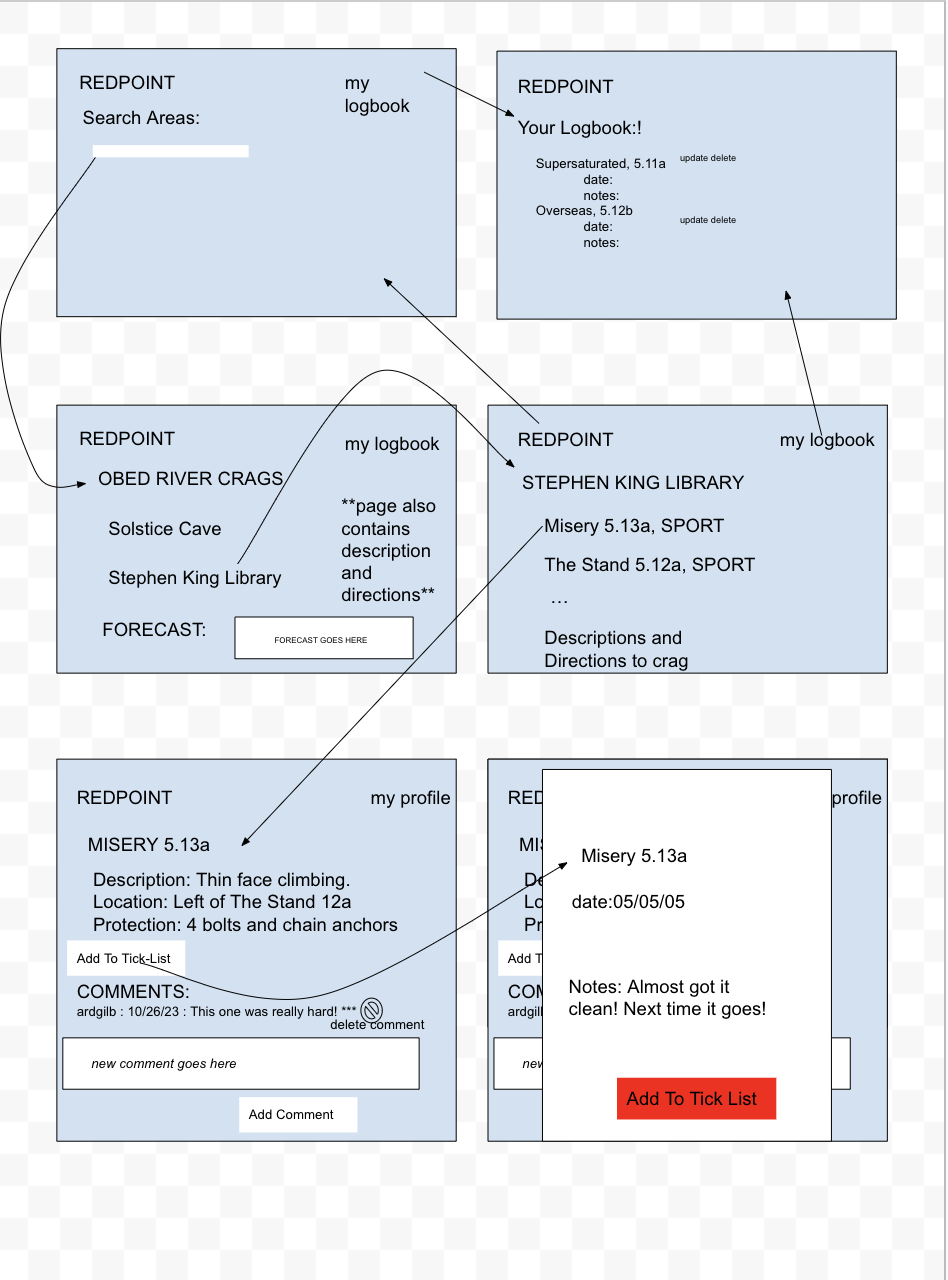 REDPOINT
my
logbook
Search Areas:
REDPOINT
Your Logbook:!
Supersaturated, 5.11a
update delete
date:
notes:
Overseas, 5.12b
update delete
date:
notes:
REDPOINT
my logbook
OBED RIVER CRAGS
Solstice Cave
Stephen King Library
**page also
contains
description
and
directions**
FORECAST:
FORECAST GOES HERE
REDPOINT
my logbook
STEPHEN KING LIBRARY
Misery 5.13a, SPORT
The Stand 5.12a, SPORT
…
Descriptions and
Directions to crag
REDPOINT
my profile
MISERY 5.13a
Description: Thin face climbing.
Location: Left of The Stand 12a
Protection: 4 bolts and chain anchors
Add To Tick-List
COMMENTS:
ardgilb : 10/26/23 : This one was really hard! ***
delete comment
new comment goes here
Add Comment
RED
profile
MIS
De
Lo
Pr
Add T
COM
ardgil
new
Misery 5.13a
date:05/05/05
Notes: Almost got it
clean! Next time it goes!
Add To Tick List